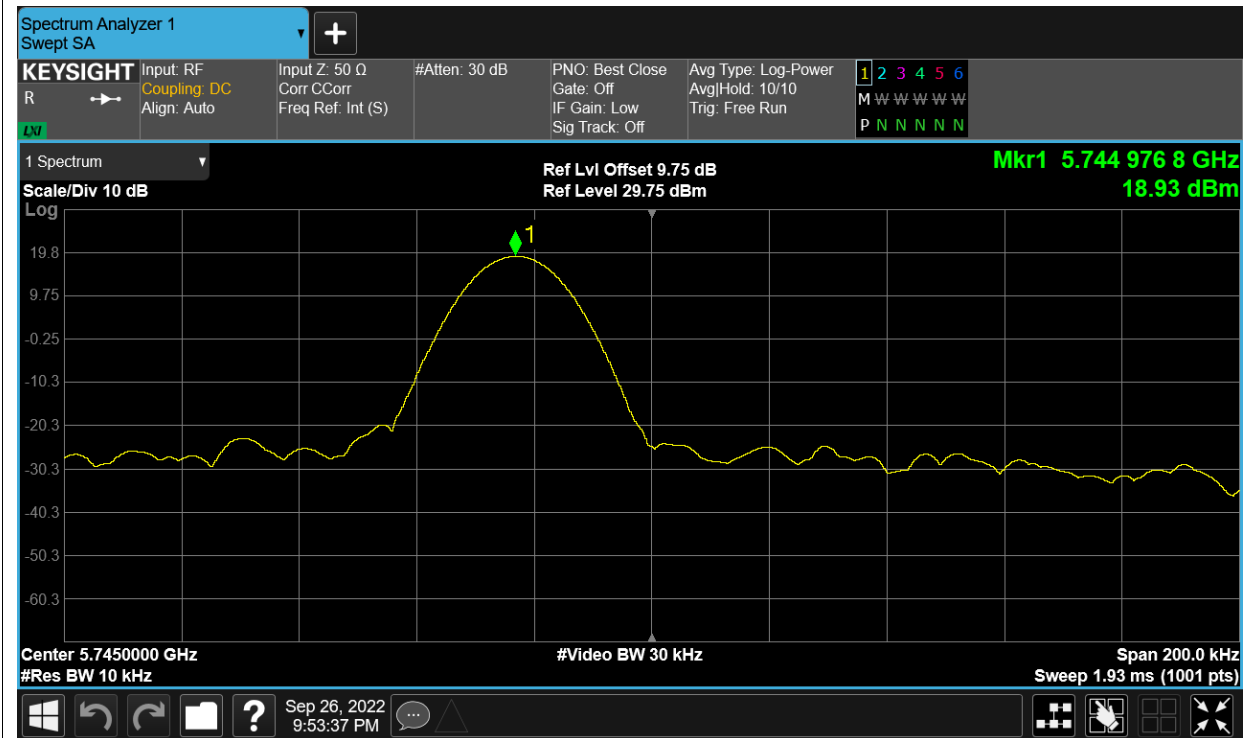 Spectrum Analyzer 1
Swept SA
KEYSIGHT
R
LXI
Input: RF
Coupling: DC
Align: Auto
Input Z: 50 Ω
Corr CCorr
Freq Ref: Int (S)
#Atten: 30 dB
PNO: Best Close
Gate: Off
IF Gain: Low
Sig Track: Off
Avg Type: Log-Power
Avg|Hold: 10/10
Trig: Free Run
1 2 3 4 5 6
M W W W W W
P N N N N N
1 Spectrum
Scale/Div 10 dB
Ref Lvl Offset 9.75 dB
Ref Level 29.75 dBm
Mkr1 5.744 976 8 GHz
18.93 dBm
Log
1
19.8
9.75
-0.25
-10.3
-20.3
-30.3
-40.3
-50.3
-60.3
Center 5.7450000 GHz
#Res BW 10 kHz
#Video BW 30 kHz
Span 200.0 kHz
Sweep 1.93 ms (1001 pts)
?
Sep 26, 2022
9:53:37 PM